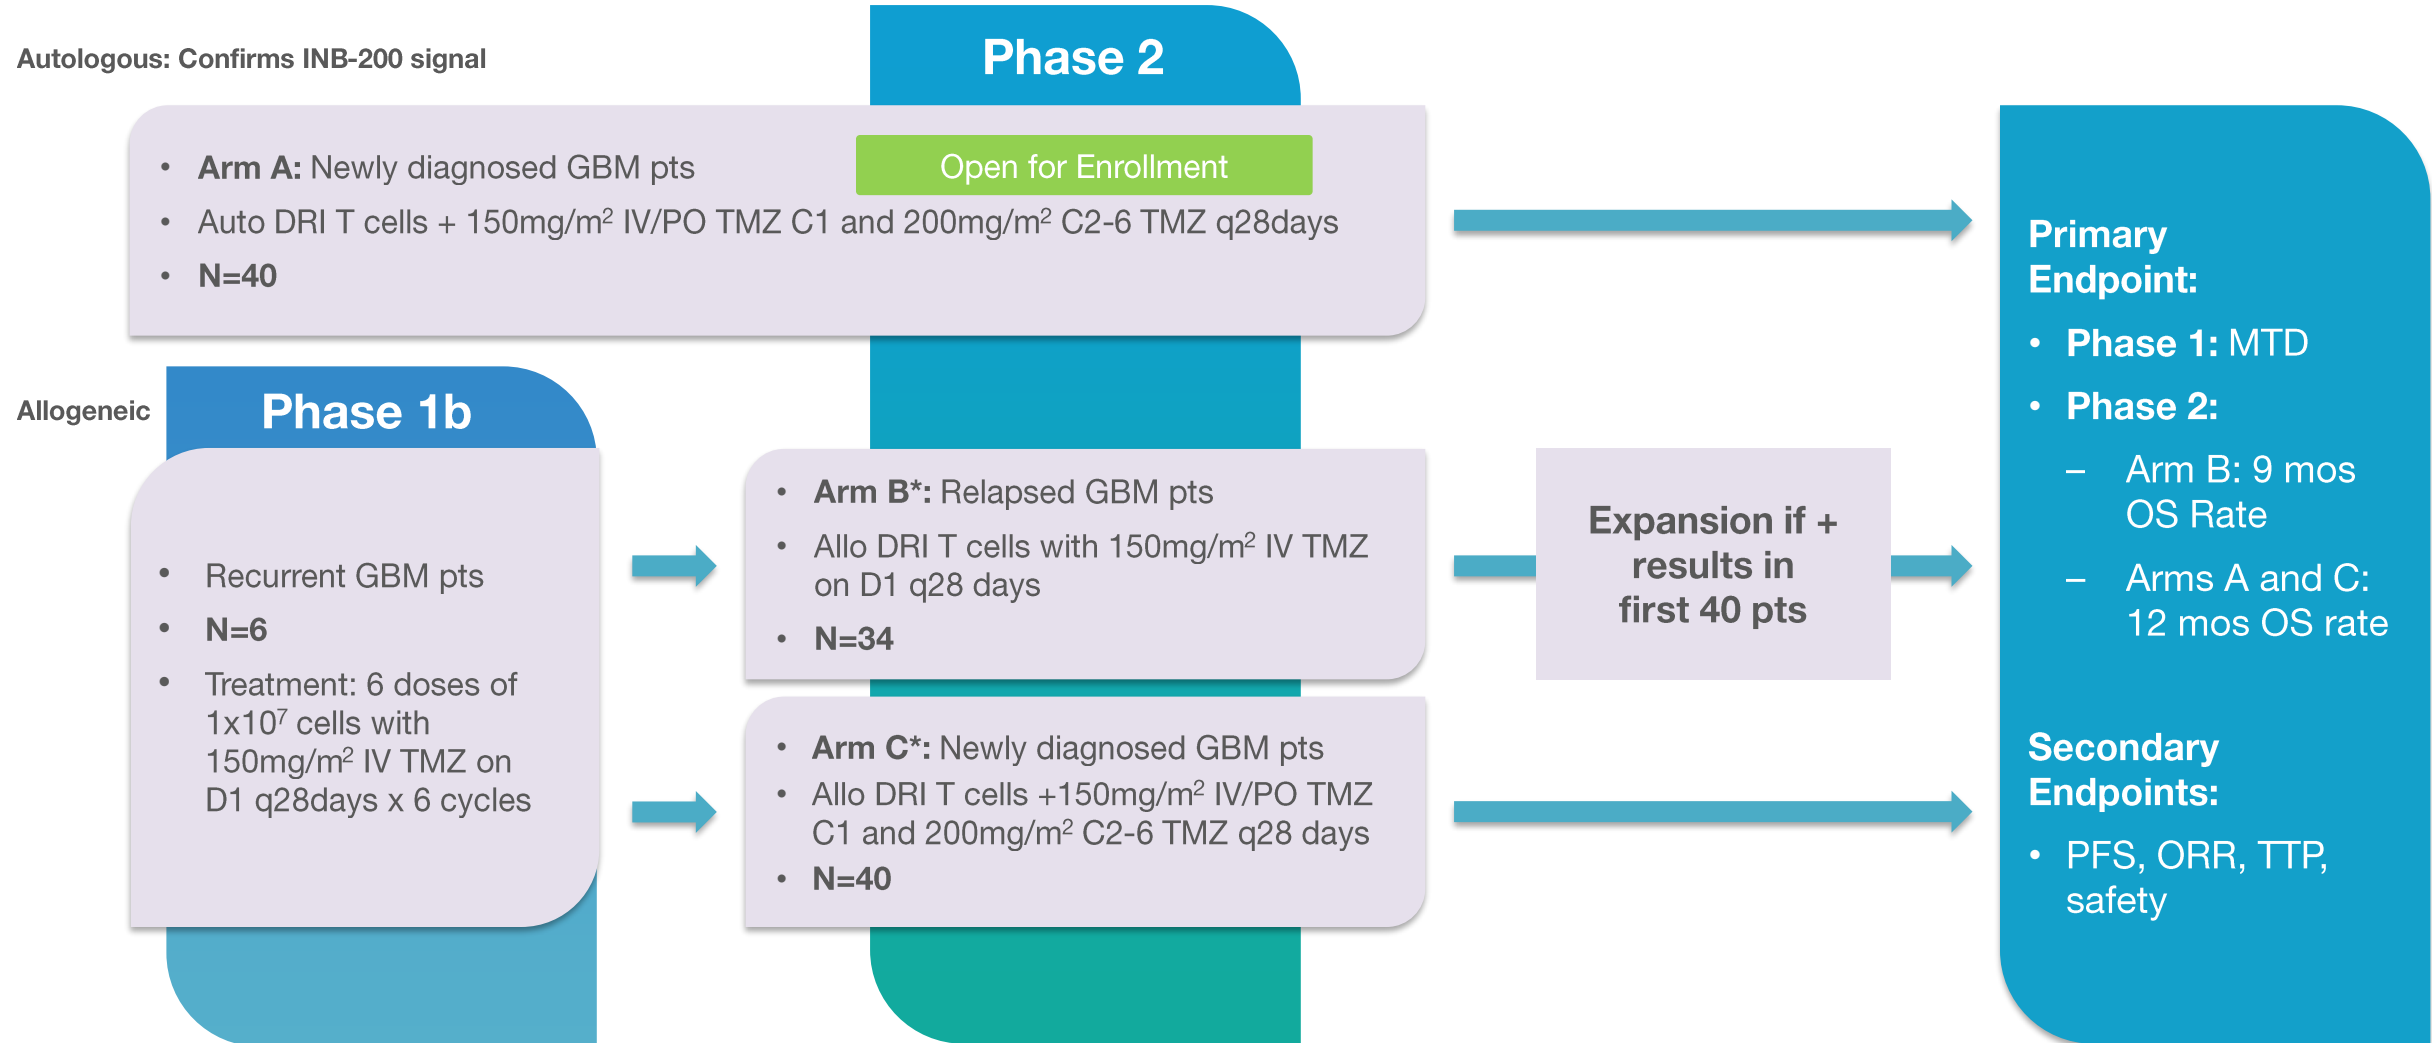 Autologous: Confirms INB-200 signal
Phase 2
• Arm A: Newly diagnosed GBM pts
Open for Enrollment
• Auto DRI T cells + 150mg/m² IV/PO TMZ C1 and 200mg/m² C2-6 TMZ q28days
• N=40
Allogeneic
Phase 1b
• Recurrent GBM pts
• N=6
• Treatment: 6 doses of
1x10⁷ cells with
150mg/m² IV TMZ on
D1 q28days x 6 cycles
• Arm B*: Relapsed GBM pts
• Allo DRI T cells with 150mg/m² IV TMZ
on D1 q28 days
• N=34
Expansion if +
results in
first 40 pts
• Arm C*: Newly diagnosed GBM pts
• Allo DRI T cells +150mg/m² IV/PO TMZ
C1 and 200mg/m² C2-6 TMZ q28 days
• N=40
Primary
Endpoint:
• Phase 1: MTD
• Phase 2:
– Arm B: 9 mos
OS Rate
– Arms A and C:
12 mos OS rate
Secondary
Endpoints:
• PFS, ORR, TTP,
safety